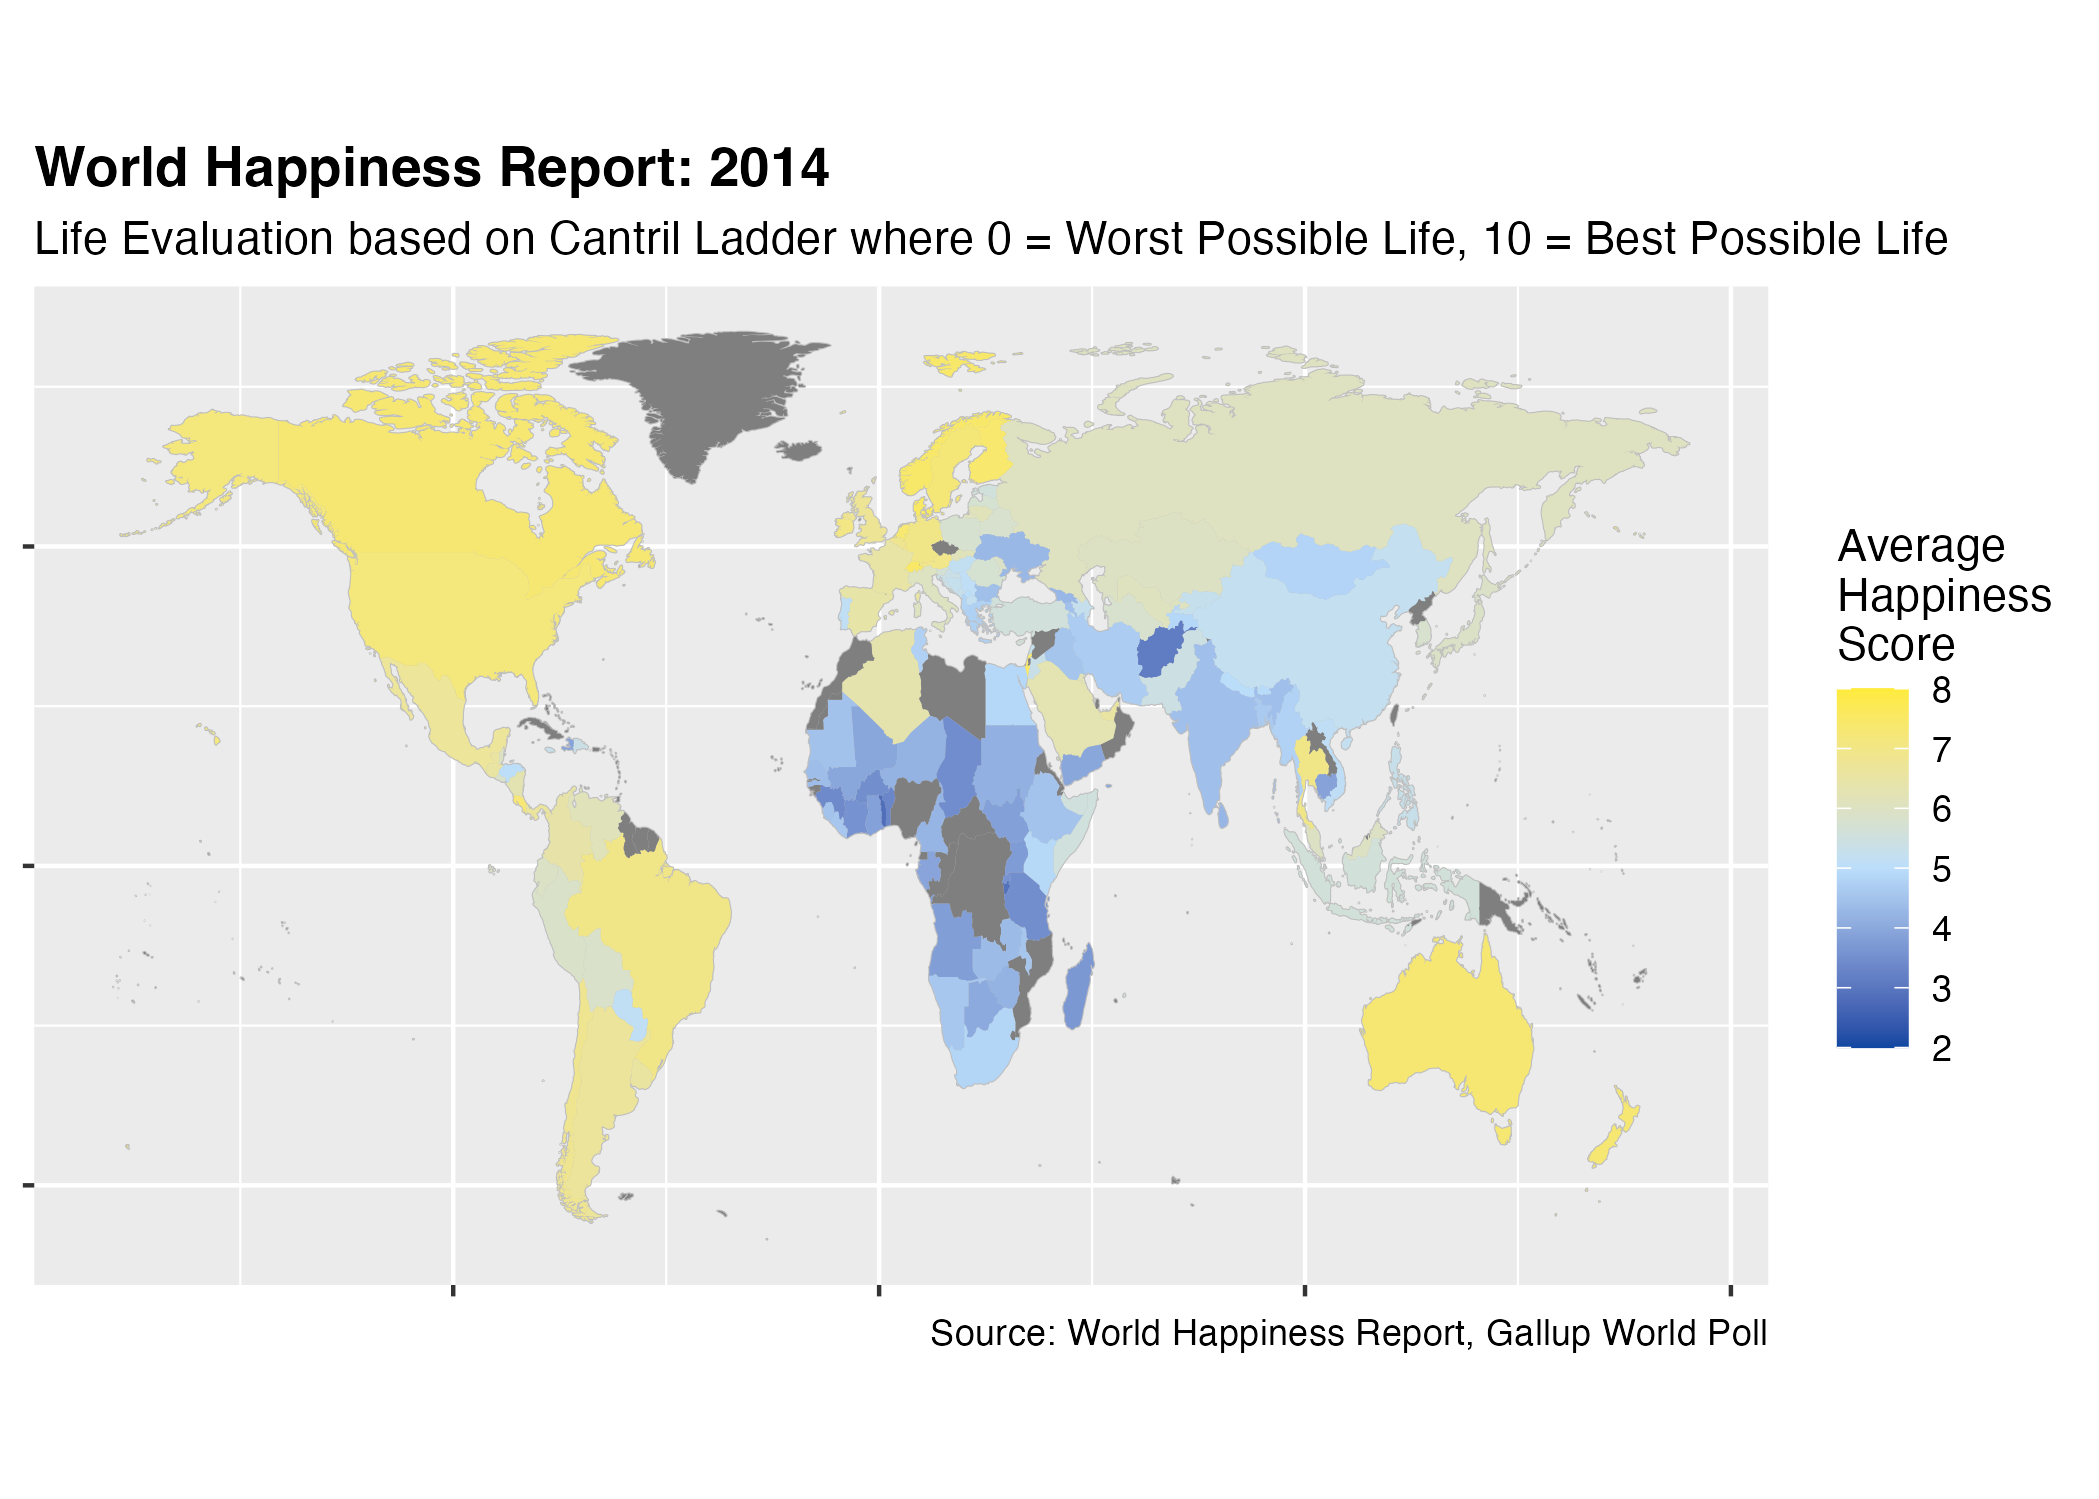 World Happiness Report: 2014
Life Evaluation based on Cantril Ladder where 0 = Worst Possible Life, 10 = Best Possible Life
Average
Happiness
Score
8
7
6
5
4
3
2
Source: World Happiness Report, Gallup World Poll